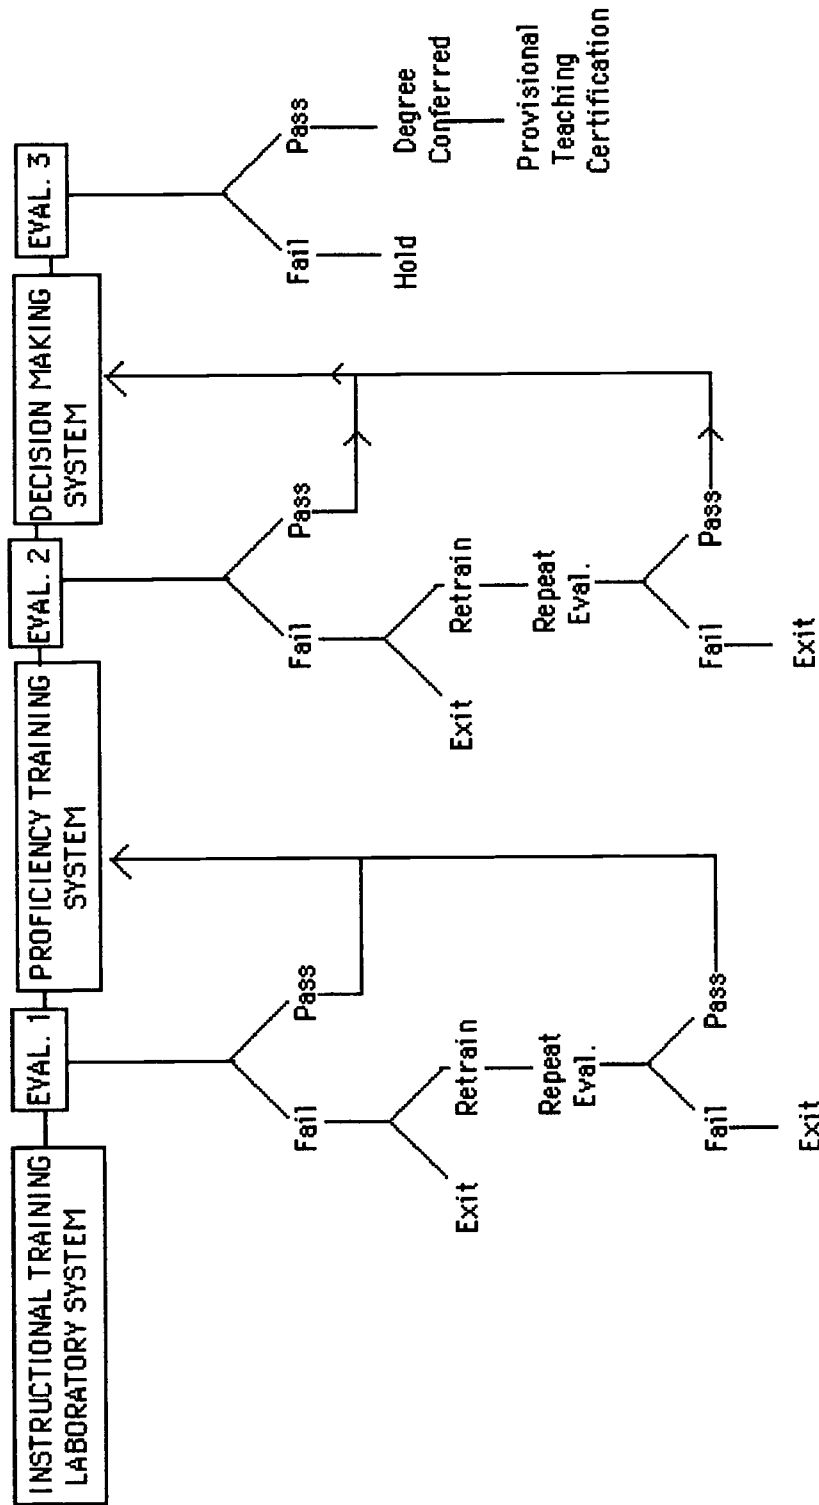 INSTRUCTIONAL TRAINING
LABORATORY SYSTEM
EVAL. 1
PROFICIENCY TRAINING
SYSTEM
EVAL. 2
DECISION MAKING
SYSTEM
EVAL. 3
Fail
Pass
Exit
Retrain
Repeat
Eval.
Fail
Pass
Exit
Fail
Pass
Exit
Retrain
Repeat
Eval.
Fail
Pass
Exit
Fail
Pass
Hold
Degree
Conferred
Provisional
Teaching
Certification